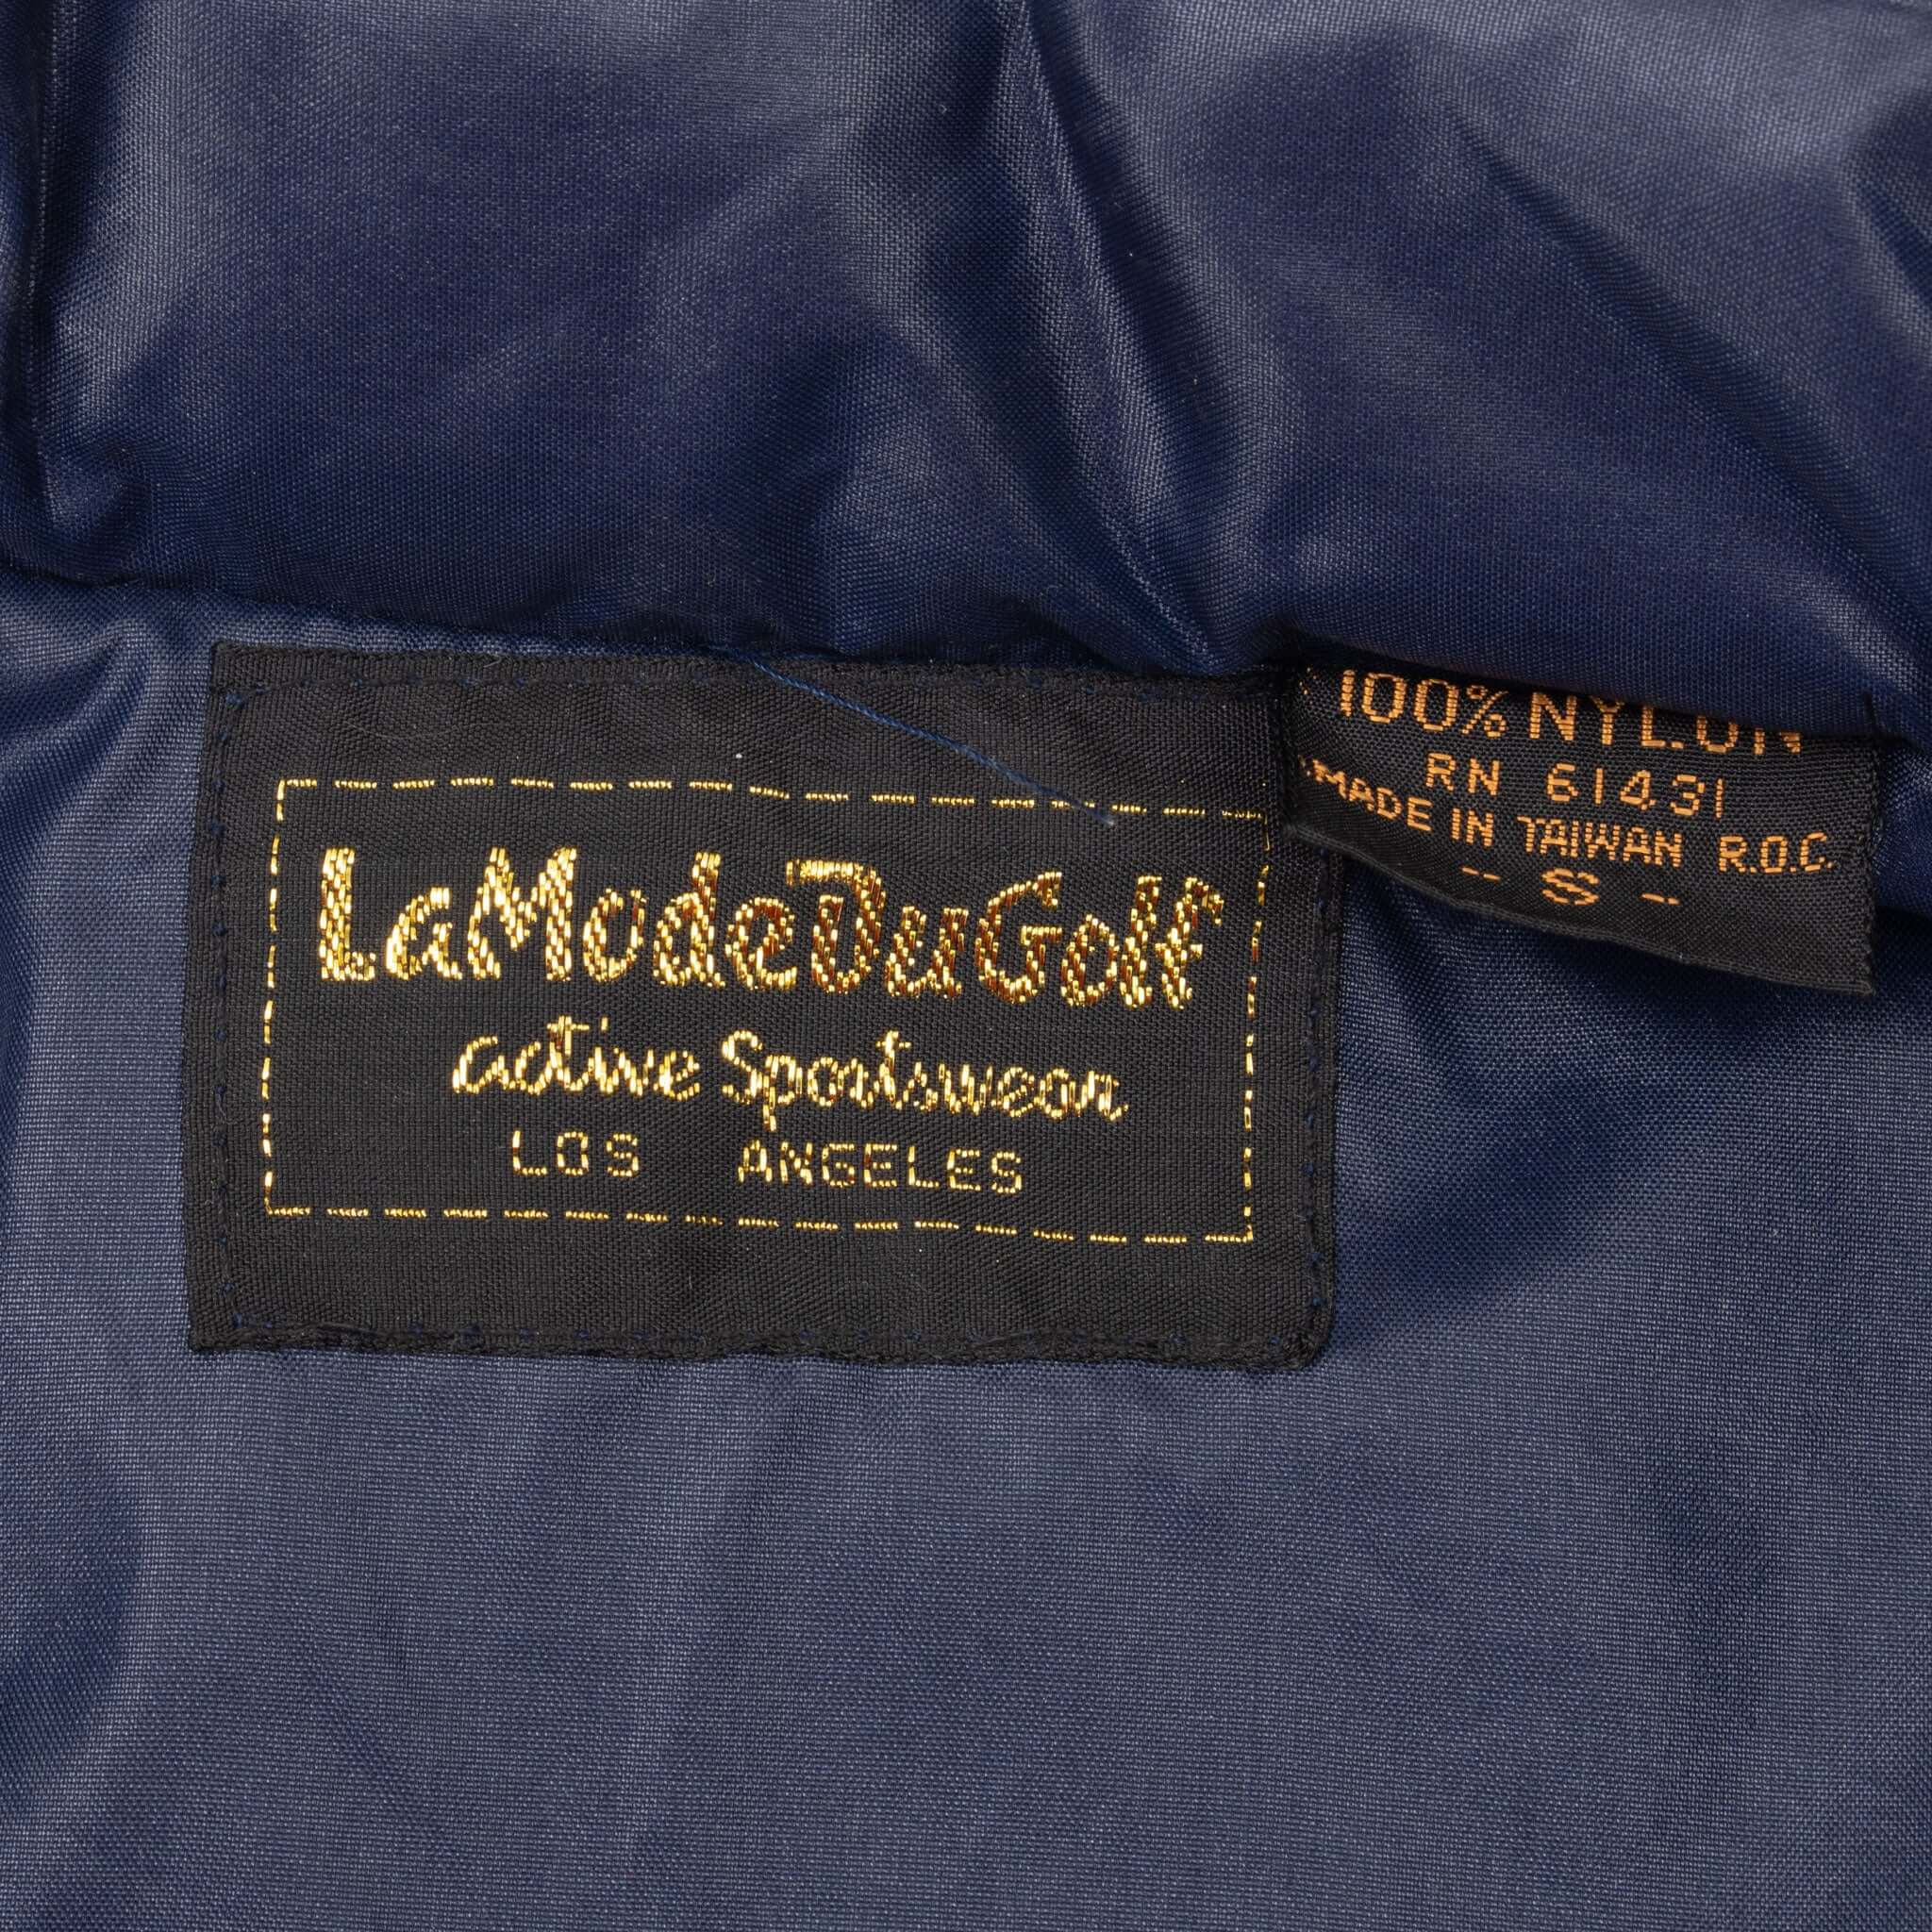 LaModeDuGolf
active Sportswear
LOS ANGELES
100% NYLON
RN 61431
MADE IN TAIWAN R.O.C.
-- S --